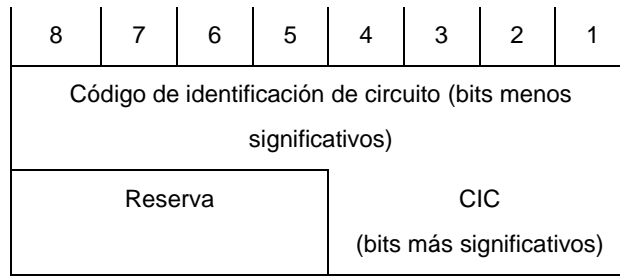 8 7 6 5 4 3 2 1
Código de identificación de circuito (bits menos
significativos)
Reserva CIC
(bits más significativos)